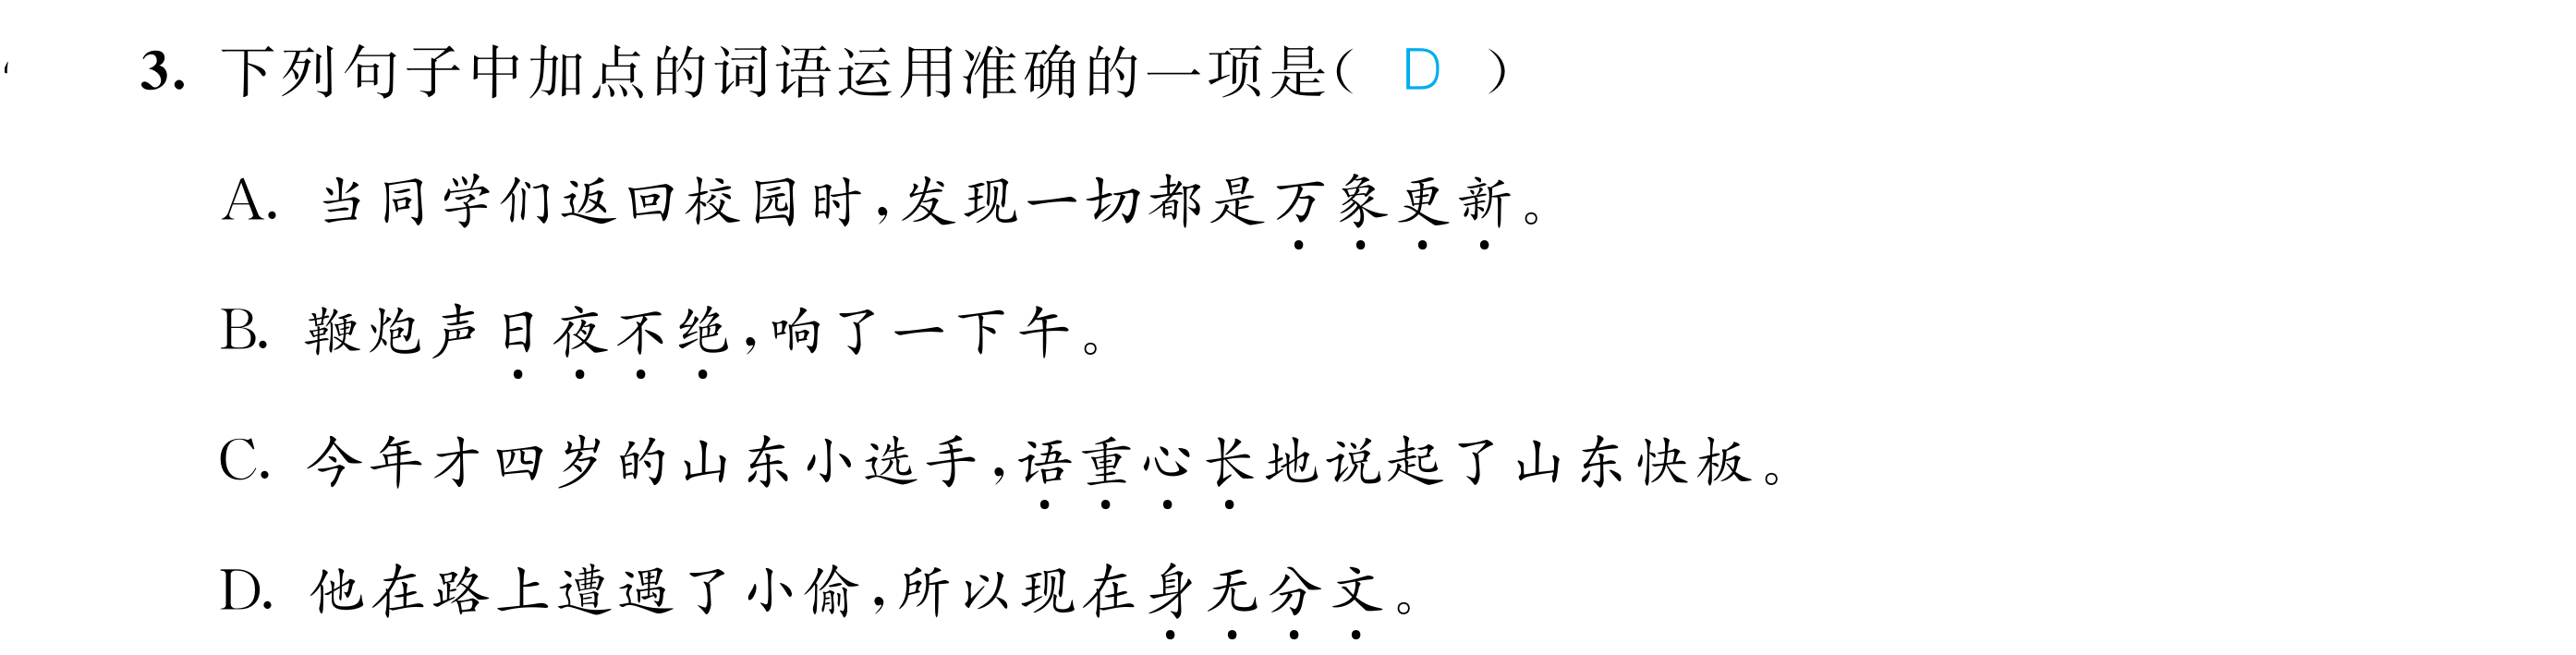 3. 下列句子中加点的词语运用准确的一项是( D )
A. 当同学们返回校园时,发现一切都是万象更新。
B. 鞭炮声日夜不绝,响了一下午。
C. 今年才四岁的山东小选手,语重心长地说起了山东快板。
D. 他在路上遭遇了小偷,所以现在身无分文。